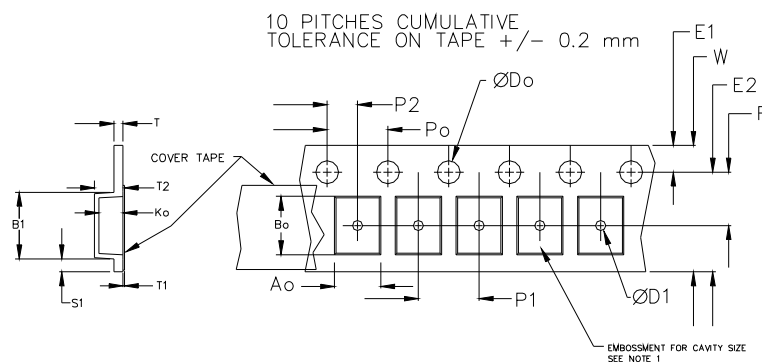 10 PITCHES CUMULATIVE
TOLERANCE ON TAPE +/- 0.2 mm
E1
W
E2
F
ØDo
P2
Po
T
COVER TAPE
T2
Ko
B1
Bo
S1
T1
Ao
P1
ØD1
EMBOSSMENT FOR CAVITY SIZE
SEE NOTE 1